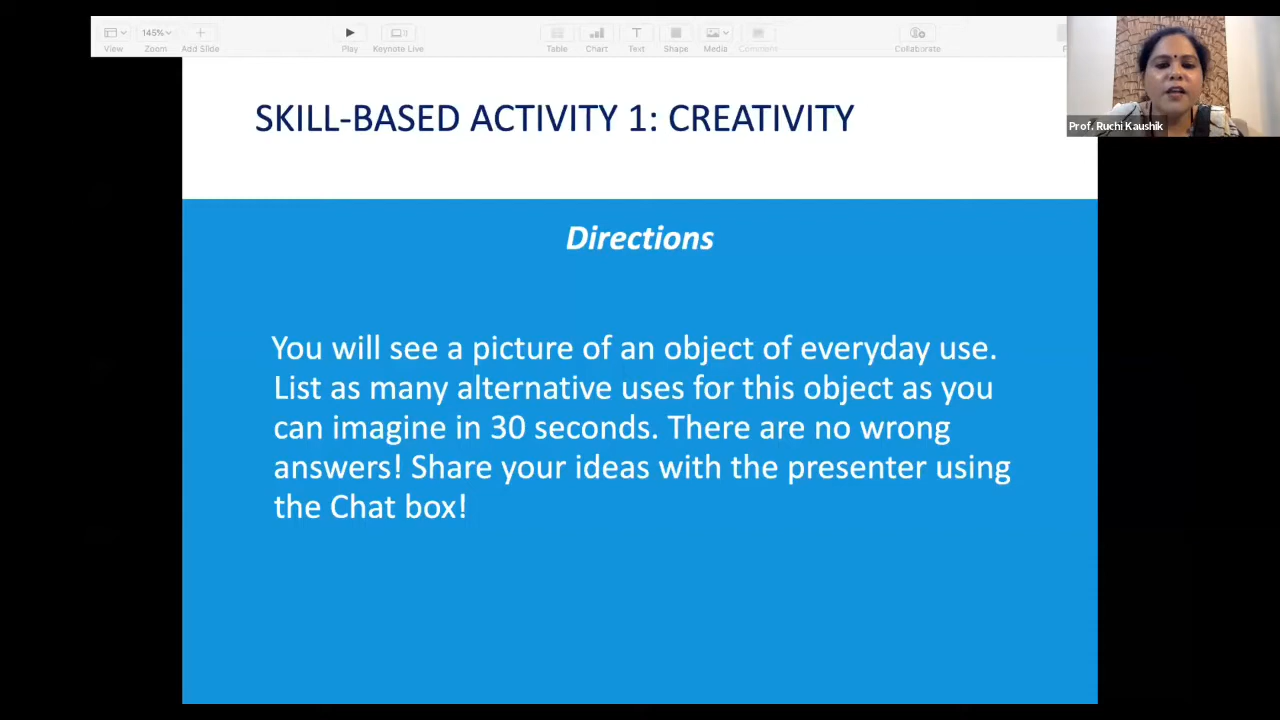 View
145%
Zoom
Add Slide
Play
Keynote Live
Table
Chart
Text
Shape
Media
Comment
Collaborate
Prof. Ruchi Kaushik
SKILL-BASED ACTIVITY 1: CREATIVITY
Directions
You will see a picture of an object of everyday use.
List as many alternative uses for this object as you
can imagine in 30 seconds. There are no wrong
answers! Share your ideas with the presenter using
the Chat box!